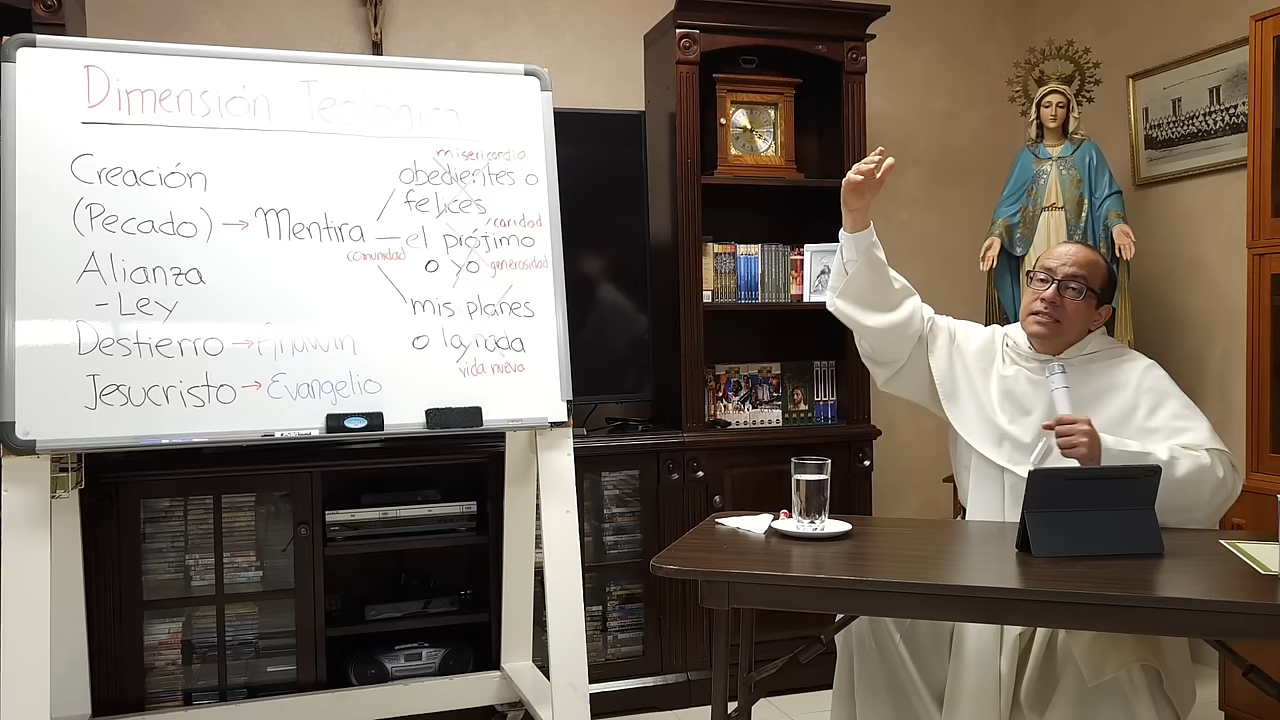 Dimensión Teológica
Creación
(Pecado) → Mentira
Alianza
- Ley
Destierro →
Jesucristo → Evangelio
misericordia
obedientes o
felices
caridad
el prójimo
comunidad
o yo generosidad
mis planes
o la nada
vida nueva